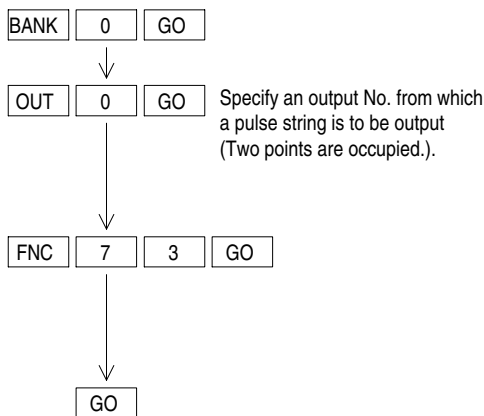 BANK 0 GO
OUT 0 GO Specify an output No. from which
a pulse string is to be output
(Two points are occupied.).
FNC 7 3 GO
GO